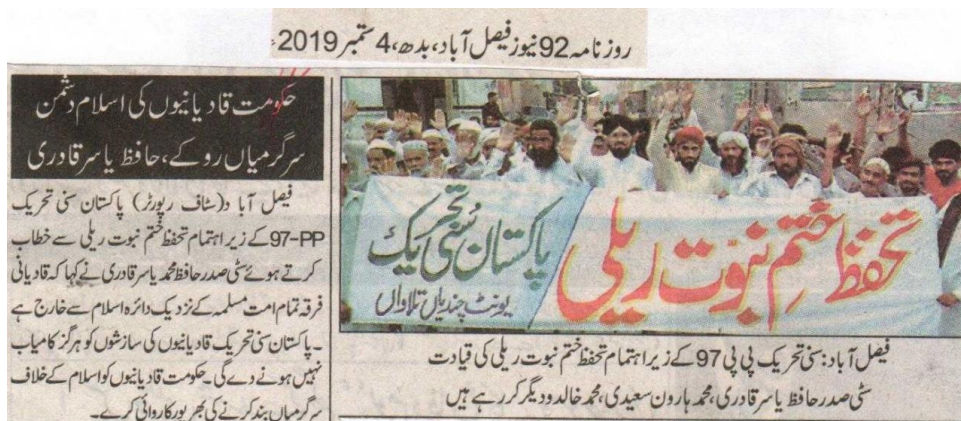 روزنامہ 92 نیوز فیصل آباد، بدھ، 4 ستمبر 2019
حکومت قادیانیوں کی اسلام دشمن
سرگرمیاں روکے، حافظ یاسر قادری
فیصل آباد (سٹاف رپورٹر) پاکستان سنی تحریک
PP-97 کے زیر اہتمام تحفظ ختم نبوت ریلی سے خطاب
کرتے ہوئے سٹی صدر حافظ محمد یاسر قادری نے کہا کہ قادیانی
فرقہ تمام امت مسلمہ کے نزدیک دائرہ اسلام سے خارج ہے
۔ پاکستان سنی تحریک قادیانیوں کی سازشوں کو ہرگز کامیاب
نہیں ہونے دے گی۔ حکومت قادیانیوں کو اسلام کے خلاف
سرگرمیاں بند کرنے کی بھرپور کاروائی کرے۔
تحفظ ختم نبوت ریلی
پاکستان سُنی تحریک
یونٹ چندیاں تلاواں
فیصل آباد: سنی تحریک پی پی 97 کے زیر اہتمام تحفظ ختم نبوت ریلی کی قیادت
سٹی صدر حافظ یاسر قادری، محمد ہارون سعیدی، محمد خالد ودیگر کر رہے ہیں